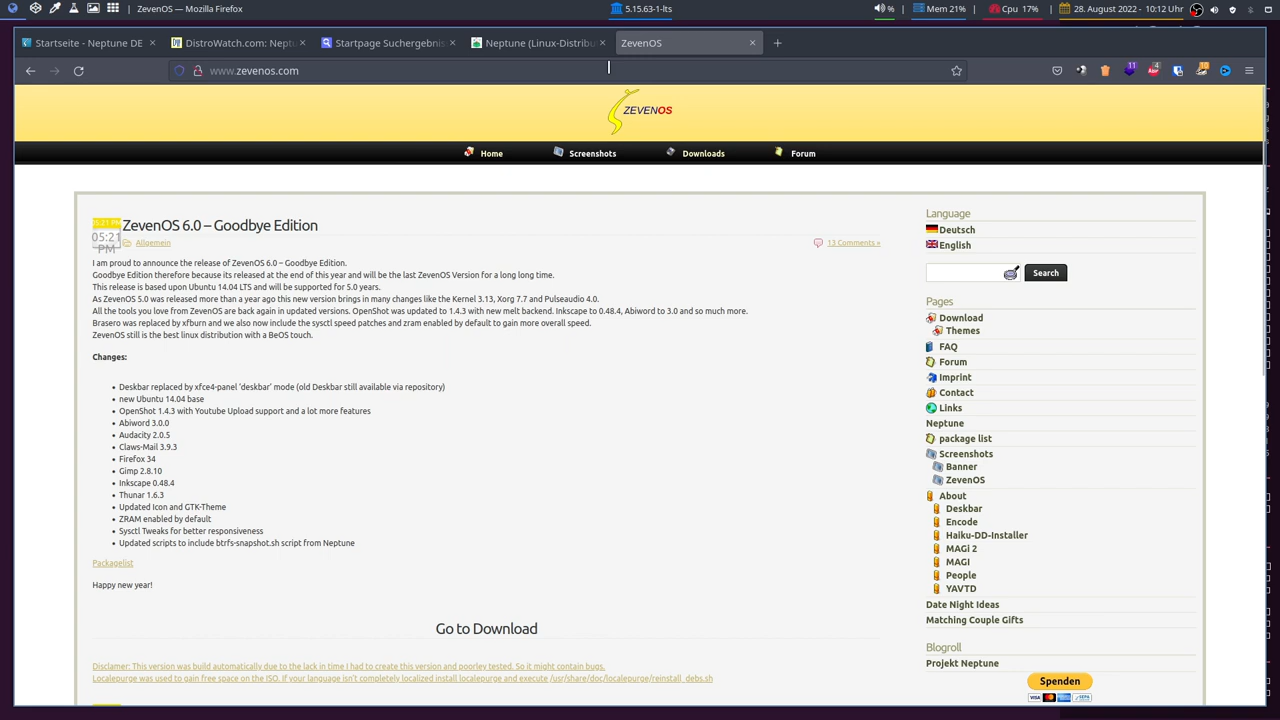 ZevenOS — Mozilla Firefox
5.15.63-1-lts
%
Mem 21%
Cpu 17%
28. August 2022 - 10:12 Uhr
Startseite - Neptune DE
DistroWatch.com: Neptu
Startpage Suchergebnis
Neptune (Linux-Distribu
ZevenOS
www.zevenos.com
11
4
10
ZEVENOS
Home
Screenshots
Downloads
Forum
05:21 PM
05:21
PM
ZevenOS 6.0 – Goodbye Edition
Allgemein
13 Comments »
I am proud to announce the release of ZevenOS 6.0 – Goodbye Edition.
Goodbye Edition therefore because its released at the end of this year and will be the last ZevenOS Version for a long long time.
This release is based upon Ubuntu 14.04 LTS and will be supported for 5.0 years.
As ZevenOS 5.0 was released more than a year ago this new version brings in many changes like the Kernel 3.13, Xorg 7.7 and Pulseaudio 4.0.
All the tools you love from ZevenOS are back again in updated versions. OpenShot was updated to 1.4.3 with new melt backend. Inkscape to 0.48.4, Abiword to 3.0 and so much more.
Brasero was replaced by xfburn and we also now include the sysctl speed patches and zram enabled by default to gain more overall speed.
ZevenOS still is the best linux distribution with a BeOS touch.
Changes:
• Deskbar replaced by xfce4-panel ‘deskbar’ mode (old Deskbar still available via repository)
• new Ubuntu 14.04 base
• OpenShot 1.4.3 with Youtube Upload support and a lot more features
• Abiword 3.0.0
• Audacity 2.0.5
• Claws-Mail 3.9.3
• Firefox 34
• Gimp 2.8.10
• Inkscape 0.48.4
• Thunar 1.6.3
• Updated Icon and GTK-Theme
• ZRAM enabled by default
• Sysctl Tweaks for better responsiveness
• Updated scripts to include btrfs-snapshot.sh script from Neptune
Packagelist
Happy new year!
Go to Download
Disclamer: This version was build automatically due to the lack in time I had to create this version and poorley tested. So it might contain bugs.
Localepurge was used to gain free space on the ISO. If your language isn’t completely localized install localepurge and execute /usr/share/doc/localepurge/reinstall_debs.sh
Language
Deutsch
English
Search
Pages
Download
Themes
FAQ
Forum
Imprint
Contact
Links
Neptune
package list
Screenshots
Banner
ZevenOS
About
Deskbar
Encode
Haiku-DD-Installer
MAGi 2
MAGI
People
YAVTD
Date Night Ideas
Matching Couple Gifts
Blogroll
Projekt Neptune
Spenden
VISA
SEPA